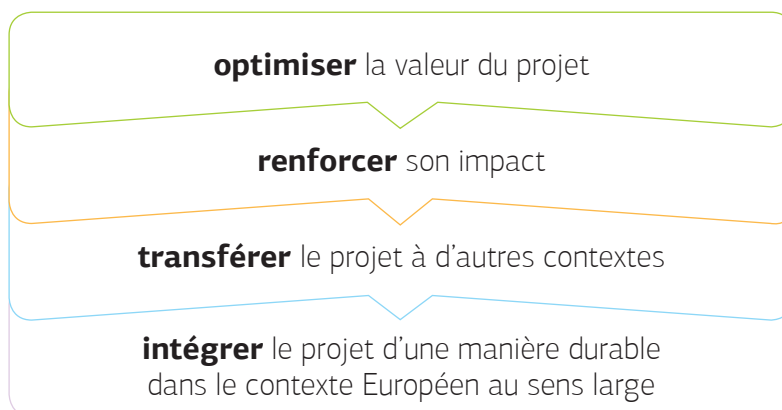 optimiser la valeur du projet
renforcer son impact
transférer le projet à d'autres contextes
intégrer le projet d'une manière durable
dans le contexte Européen au sens large